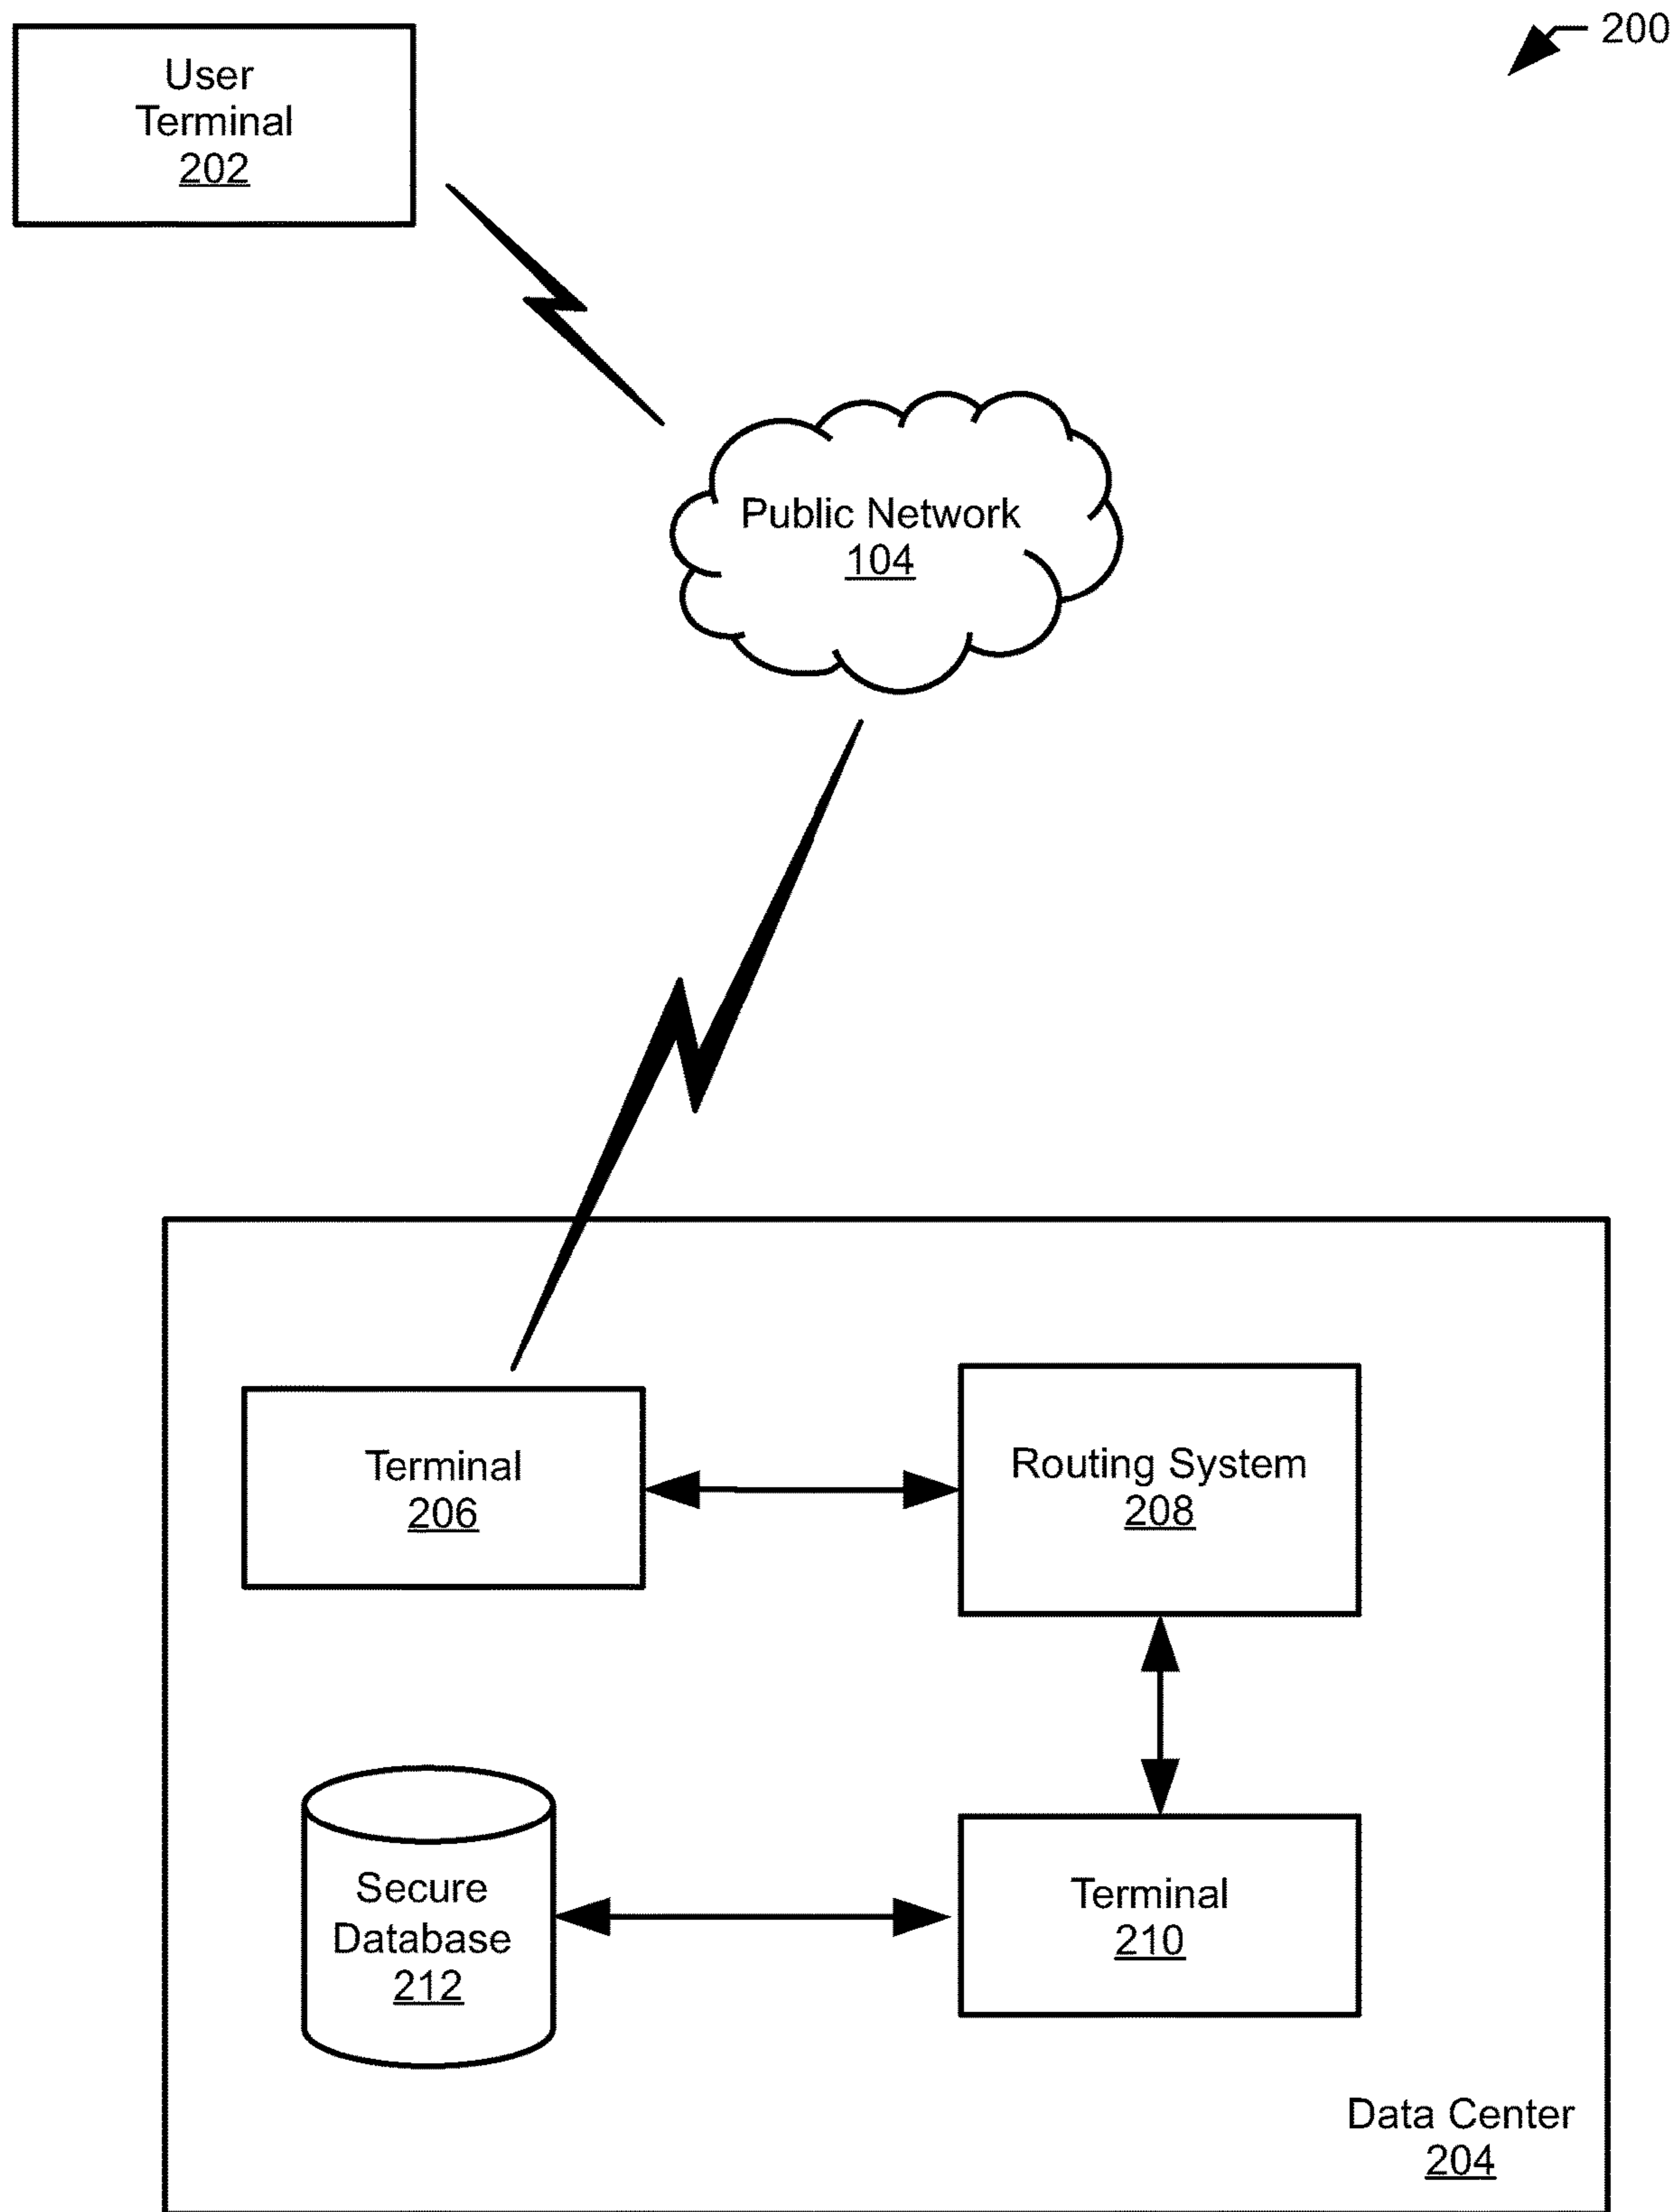 200
User
Terminal
202
Public Network
104
Terminal
206
Routing System
208
Secure
Database
212
Terminal
210
Data Center
204